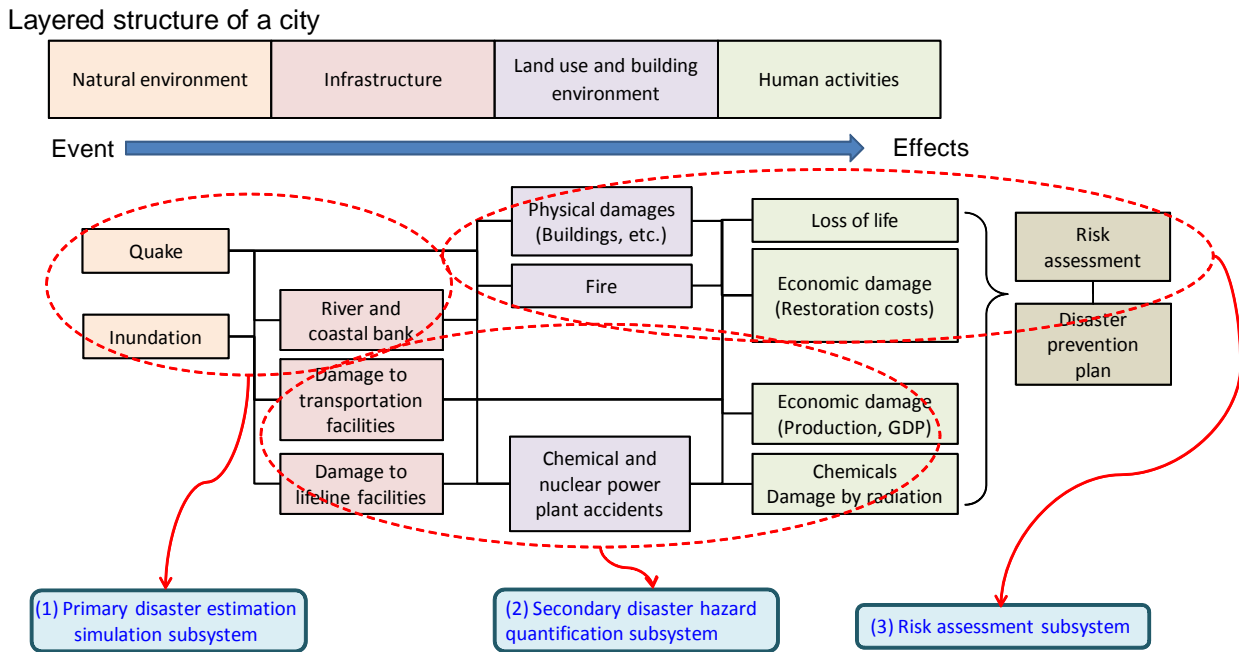 Layered structure of a city
Natural environment
Infrastructure
Land use and building
environment
Human activities
Event
Effects
Quake
Inundation
River and
coastal bank
Damage to
transportation
facilities
Damage to
lifeline facilities
Physical damages
(Buildings, etc.)
Fire
Chemical and
nuclear power
plant accidents
Loss of life
Economic damage
(Restoration costs)
Economic damage
(Production, GDP)
Chemicals
Damage by radiation
Risk
assessment
Disaster
prevention
plan
(1) Primary disaster estimation
simulation subsystem
(2) Secondary disaster hazard
quantification subsystem
(3) Risk assessment subsystem